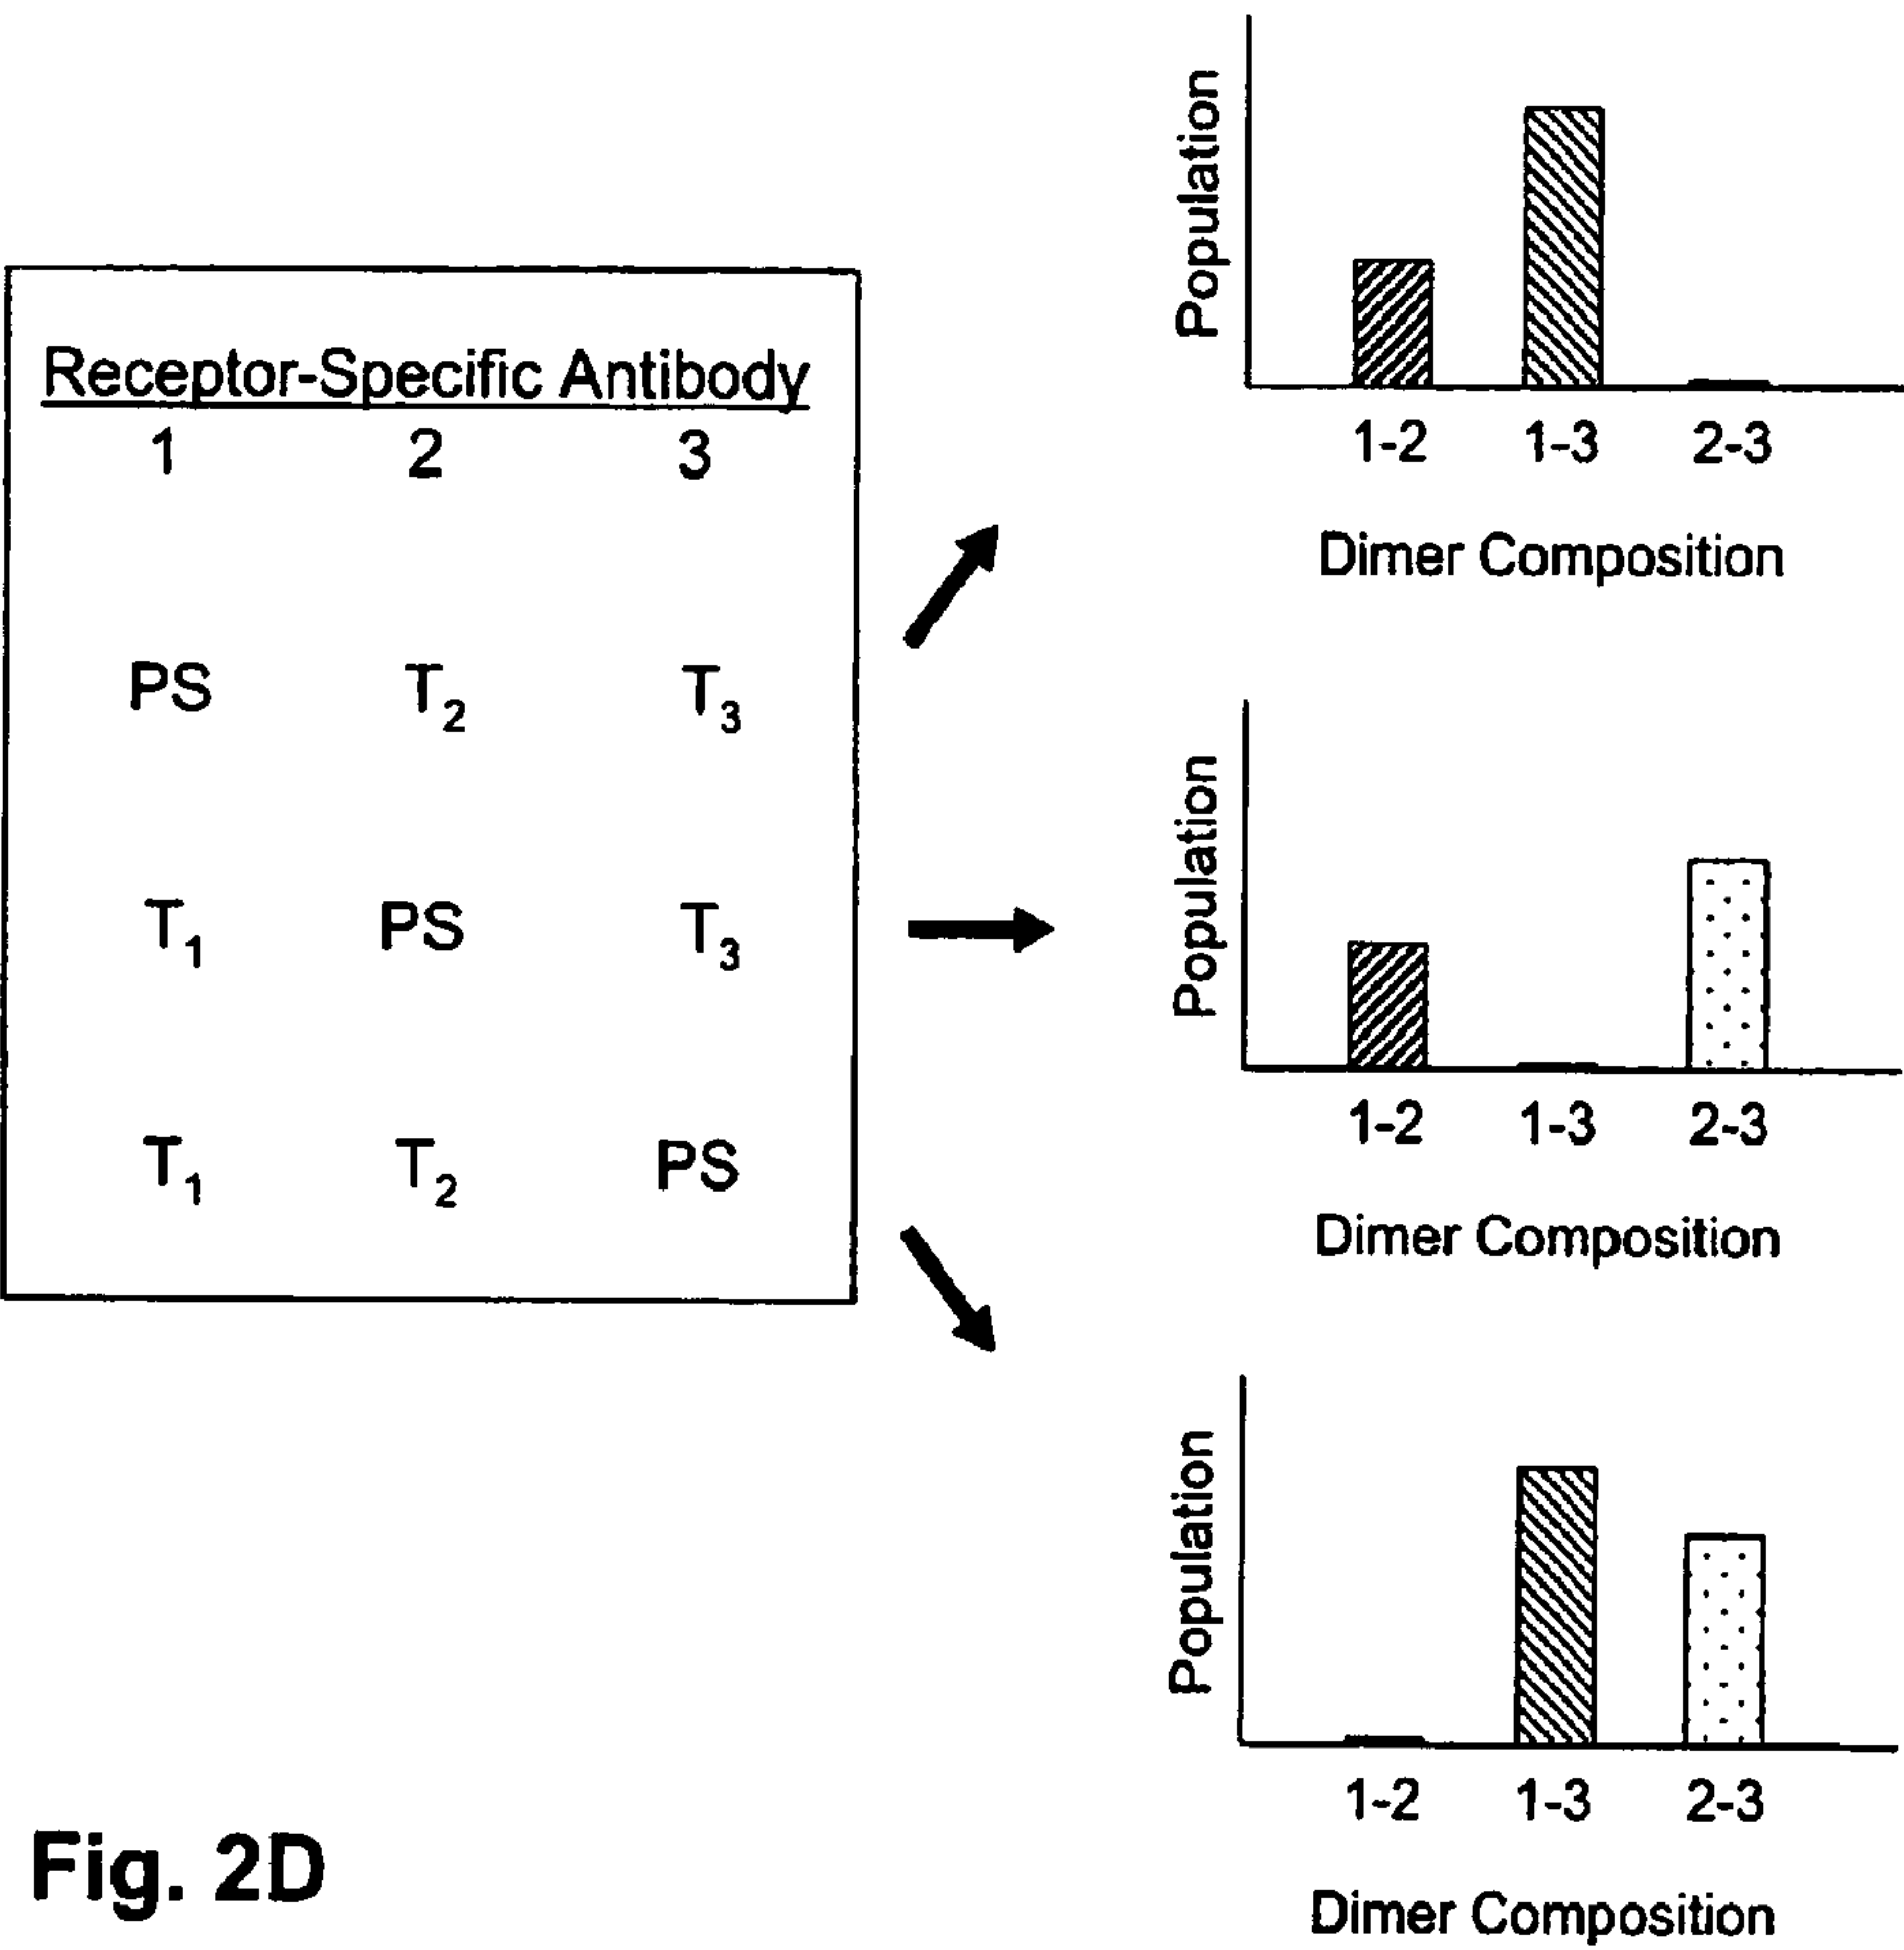 Receptor-Specific Antibody
1 2 3
PS T₂ T₃
T₁ PS T₃
T₁ T₂ PS
Population
1-2 1-3 2-3
Dimer Composition
Population
1-2 1-3 2-3
Dimer Composition
Population
1-2 1-3 2-3
Dimer Composition
Fig. 2D